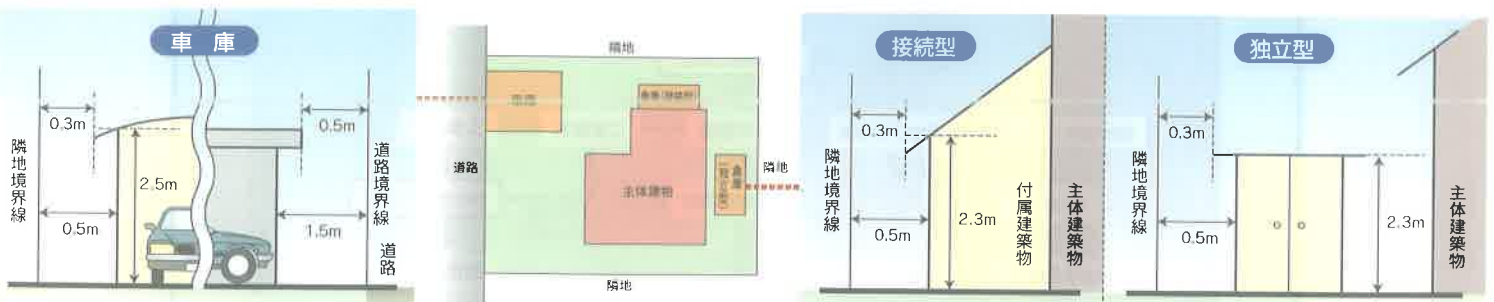 車庫
0.3m
0.5m
隣地境界線
2.5m
道路境界線
0.5m
1.5m
道路
隣地
車庫
道路
主体建物
倉庫
隣地
隣地
接続型
0.3m
隣地境界線
0.5m
2.3m
付属建築物
主体建築物
独立型
0.3m
隣地境界線
0.5m
2.3m
主体建築物